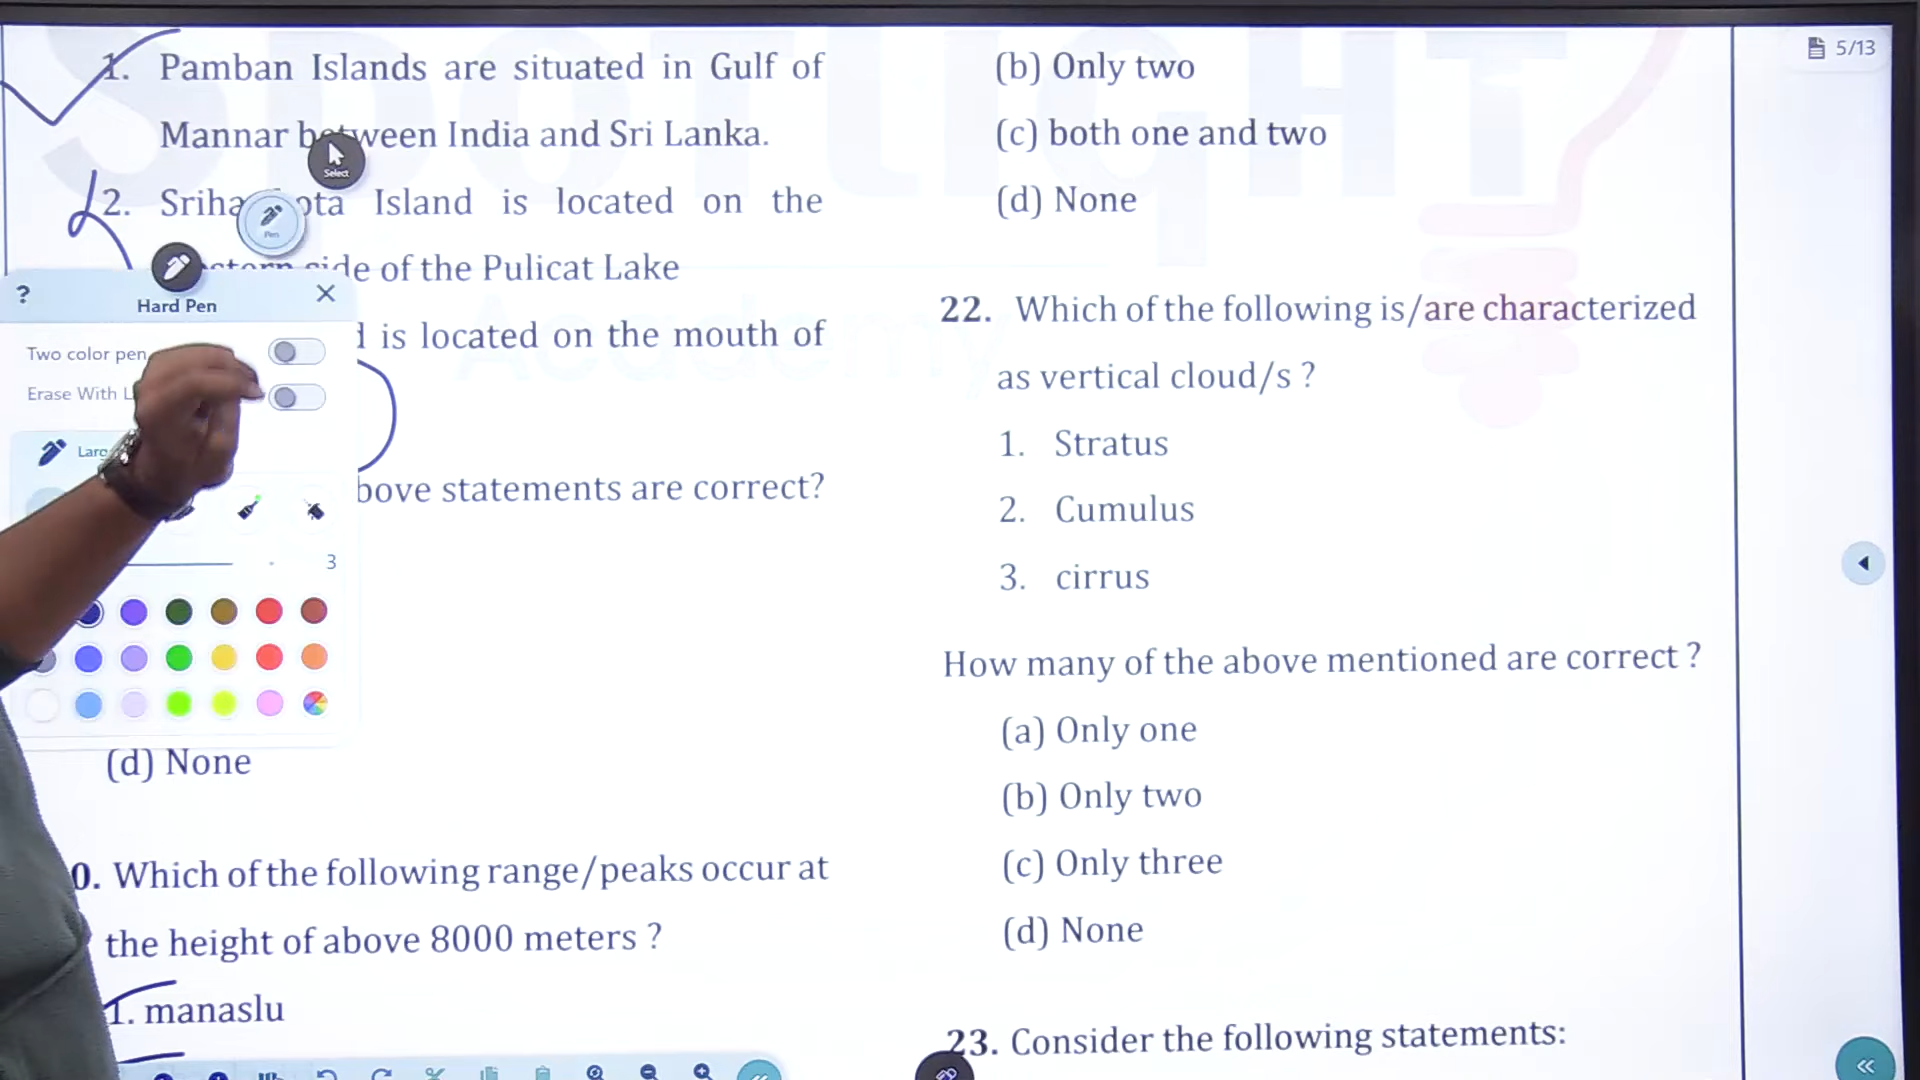 1. Pamban Islands are situated in Gulf of
Mannar between India and Sri Lanka.
Select
2. Island is located on the
Pen
side of the Pulicat Lake
? Hard Pen
Two color pen
is located on the mouth of
Erase With
statements are correct?
3
(d) None
Which of the following range/peaks occur at
the height of above 8000 meters ?
1. manaslu
(b) Only two
(c) both one and two
(d) None
22. Which of the following is/are characterized
as vertical cloud/s ?
1. Stratus
2. Cumulus
3. cirrus
How many of the above mentioned are correct ?
(a) Only one
(b) Only two
(c) Only three
(d) None
23. Consider the following statements:
5/13
SPOTLIGHT
Academy